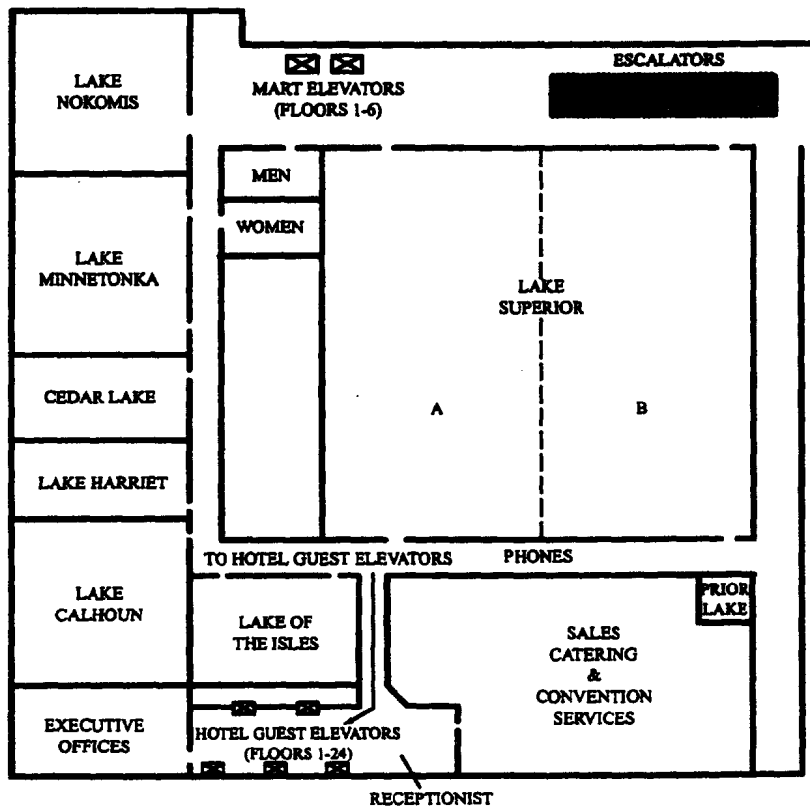 LAKE
NOKOMIS
MART ELEVATORS
(FLOORS 1-6)
ESCALATORS
MEN
WOMEN
LAKE
MINNETONKA
LAKE
SUPERIOR
CEDAR LAKE
A
B
LAKE HARRIET
TO HOTEL GUEST ELEVATORS
PHONES
LAKE
CALHOUN
LAKE OF
THE ISLES
PRIOR
LAKE
SALES
CATERING
&
CONVENTION
SERVICES
EXECUTIVE
OFFICES
HOTEL GUEST ELEVATORS
(FLOORS 1-24)
RECEPTIONIST